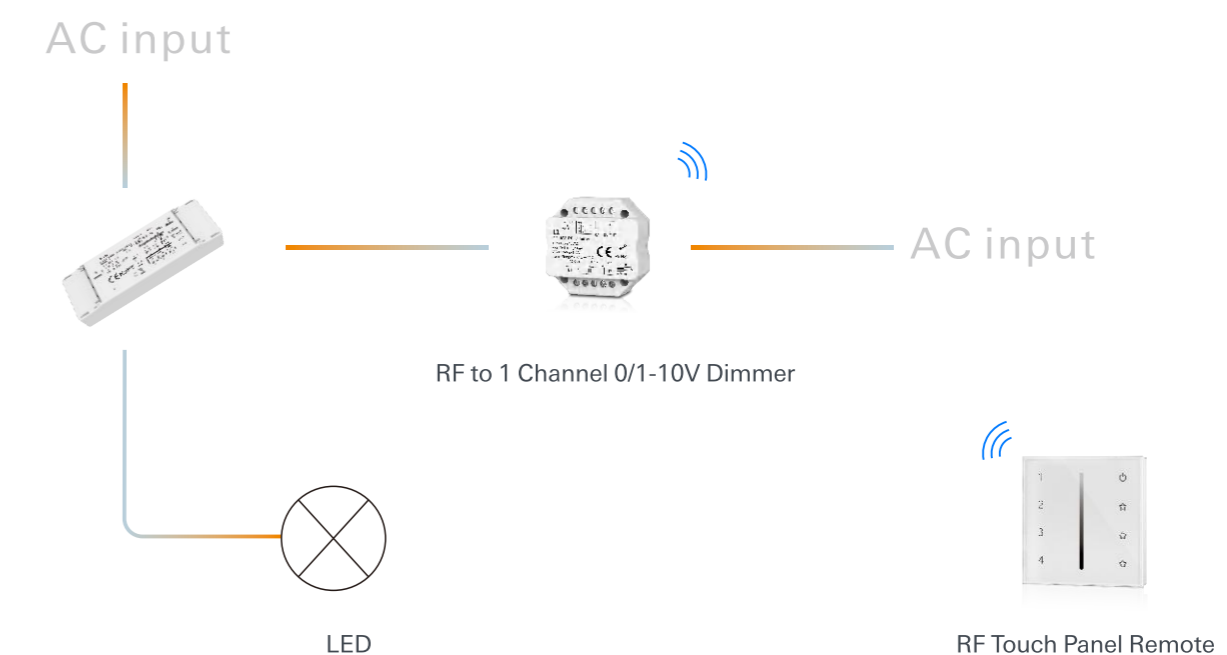 AC input
CE
AC input
RF to 1 Channel 0/1-10V Dimmer
1
2
3
4
LED
RF Touch Panel Remote